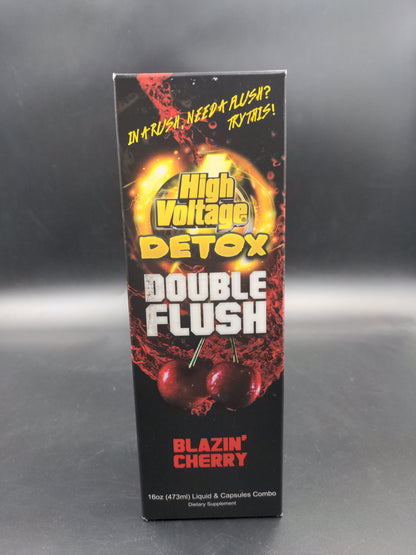 IN A RUSH, NEED A FLUSH?
TRY THIS!
High
Voltage
DETOX
DOUBLE
FLUSH
BLAZIN'
CHERRY
16oz (473ml) Liquid & Capsules Combo
Dietary Supplement